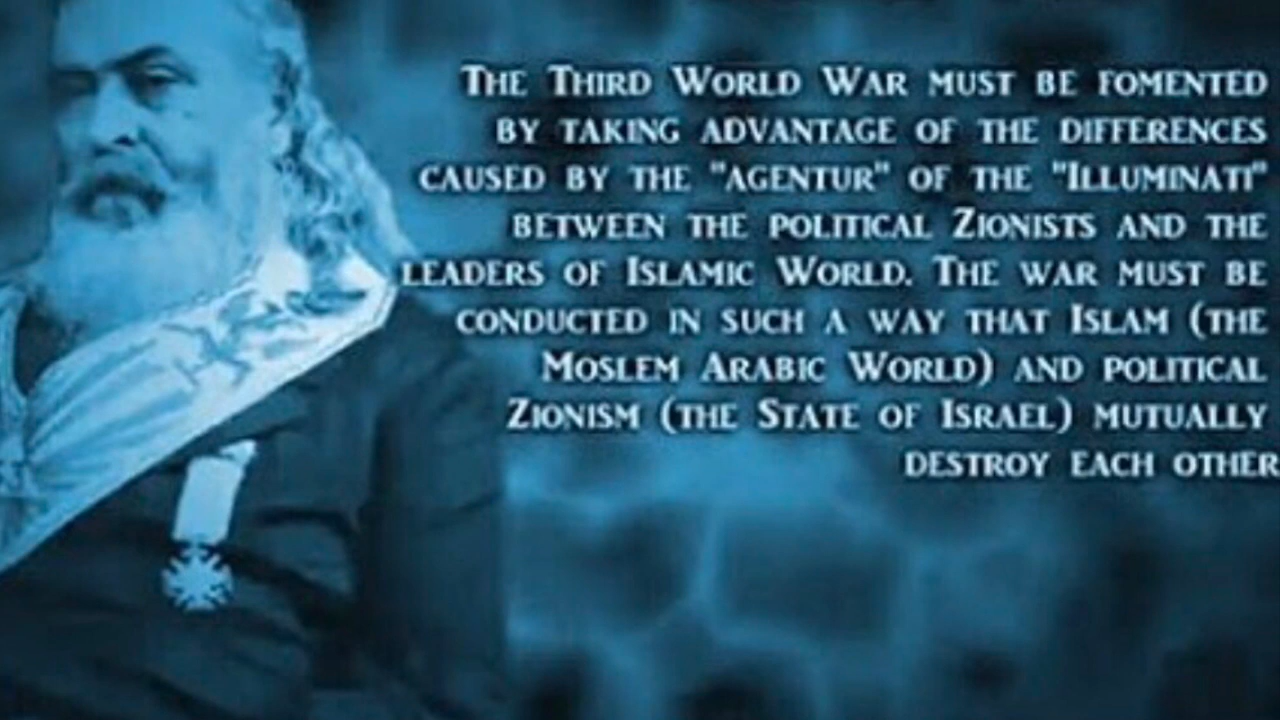 The Third World War must be fomented
by taking advantage of the differences
caused by the "agentur" of the "Illuminati"
between the political Zionists and the
leaders of Islamic World. The war must be
conducted in such a way that Islam (the
Moslem Arabic World) and political
Zionism (the State of Israel) mutually
destroy each other